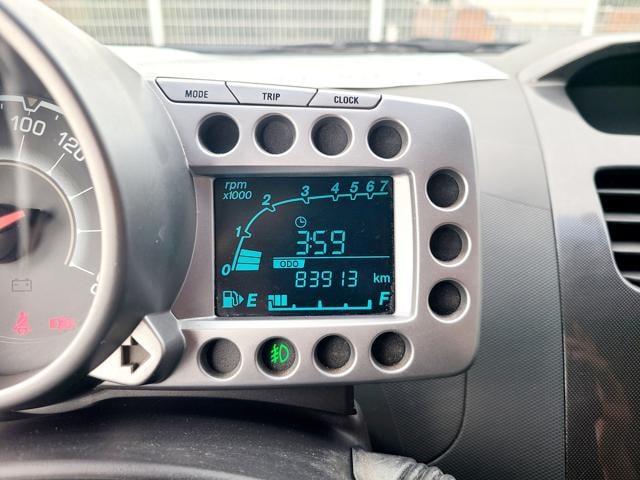 MODE TRIP CLOCK
rpm
x1000
0 1 2 3 4 5 6 7
3:59
ODO
83913 km
E F
100 120